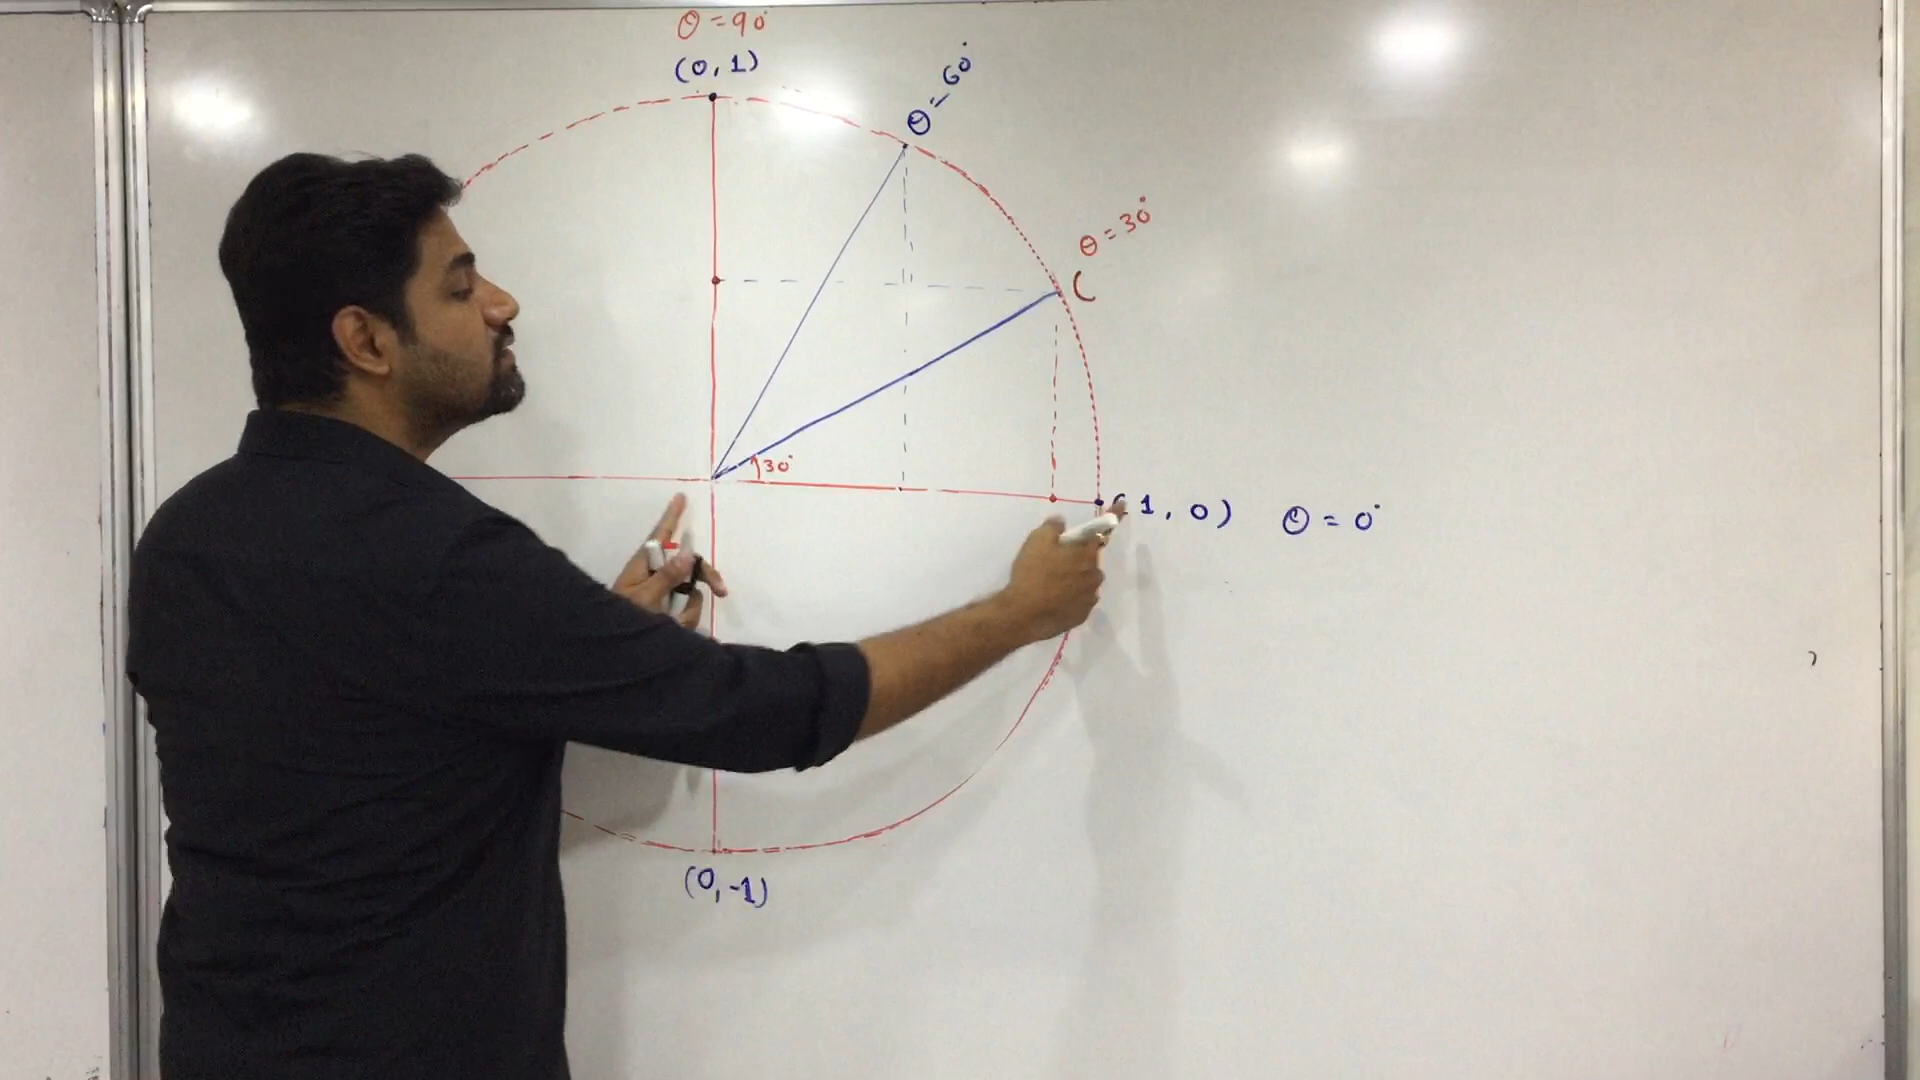 θ = 90°
(0, 1)
θ = 60°
θ = 30°
(
30°
(1, 0) θ = 0°
(0, -1)